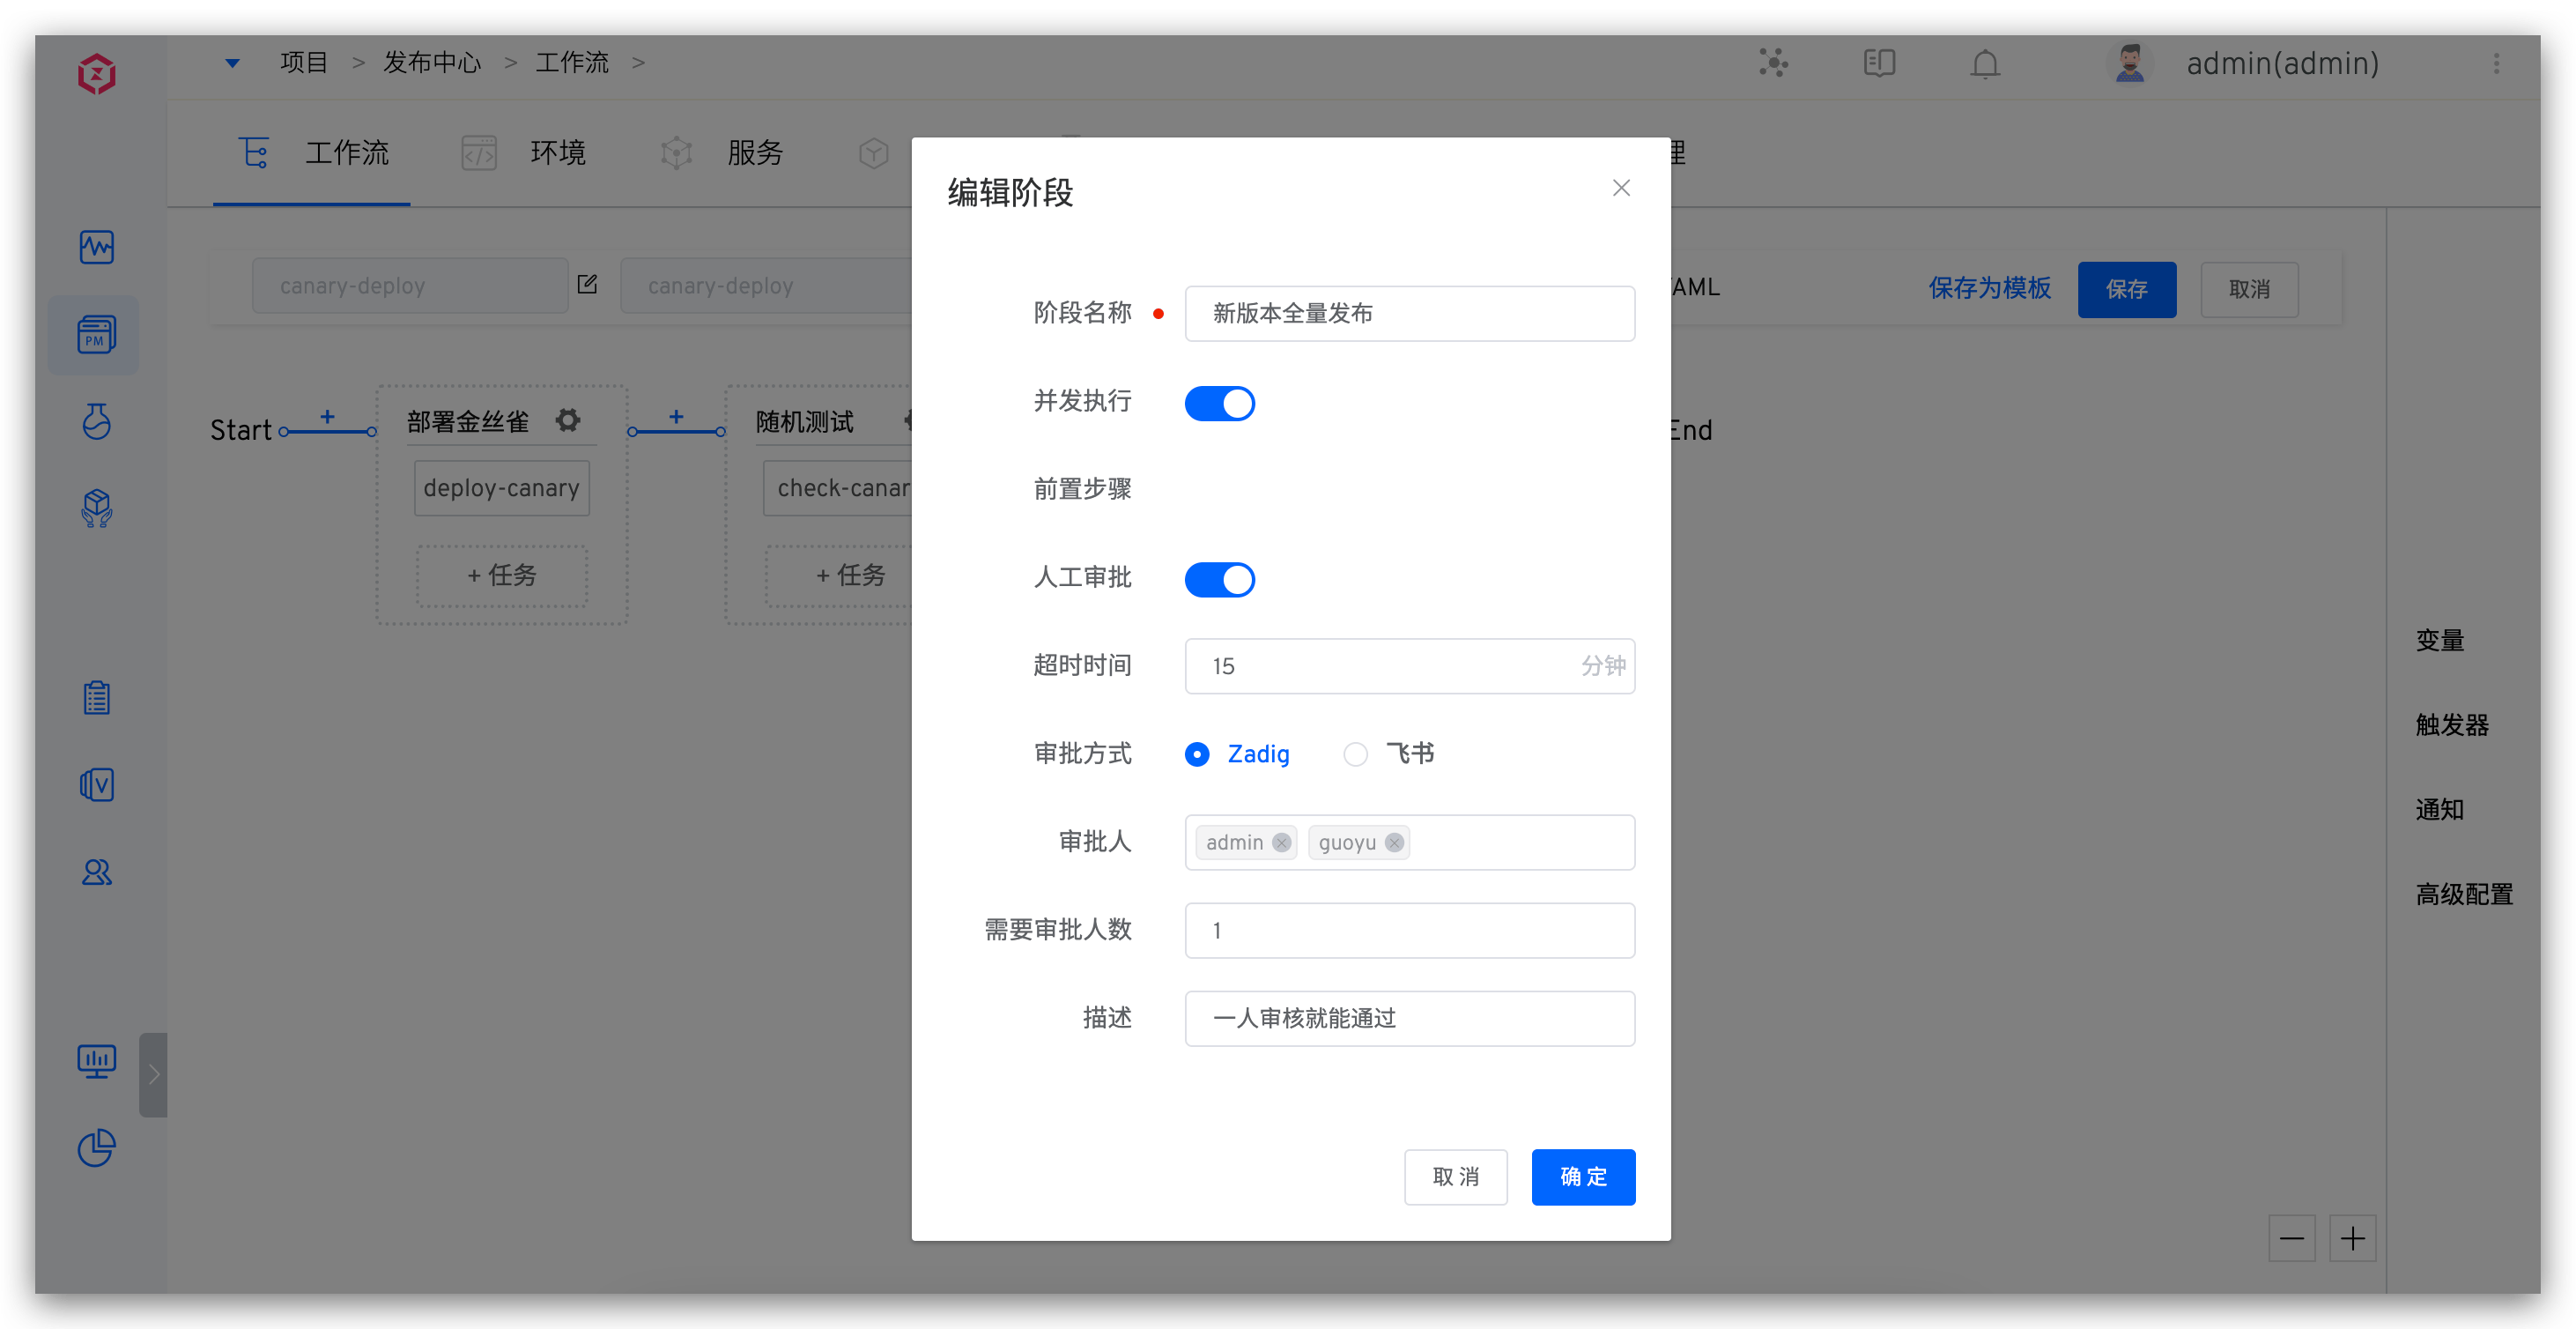 项目 > 发布中心 > 工作流 >
admin(admin)
工作流
环境
服务
理
canary-deploy
canary-deploy
YAML
保存为模板
保存
取消
Start
部署金丝雀
随机测试
End
deploy-canary
check-canar
+ 任务
+ 任务
PM
V
变量
触发器
通知
高级配置
编辑阶段
阶段名称
新版本全量发布
并发执行
前置步骤
人工审批
超时时间
15
分钟
审批方式
Zadig
飞书
审批人
admin
guoyu
需要审批人数
1
描述
一人审核就能通过
取 消
确 定